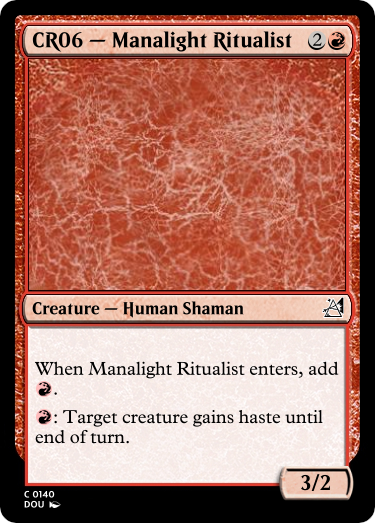 CR06 — Manalight Ritualist 2
Creature — Human Shaman
When Manalight Ritualist enters, add
.
: Target creature gains haste until
end of turn.
3/2
C 0140
DOU